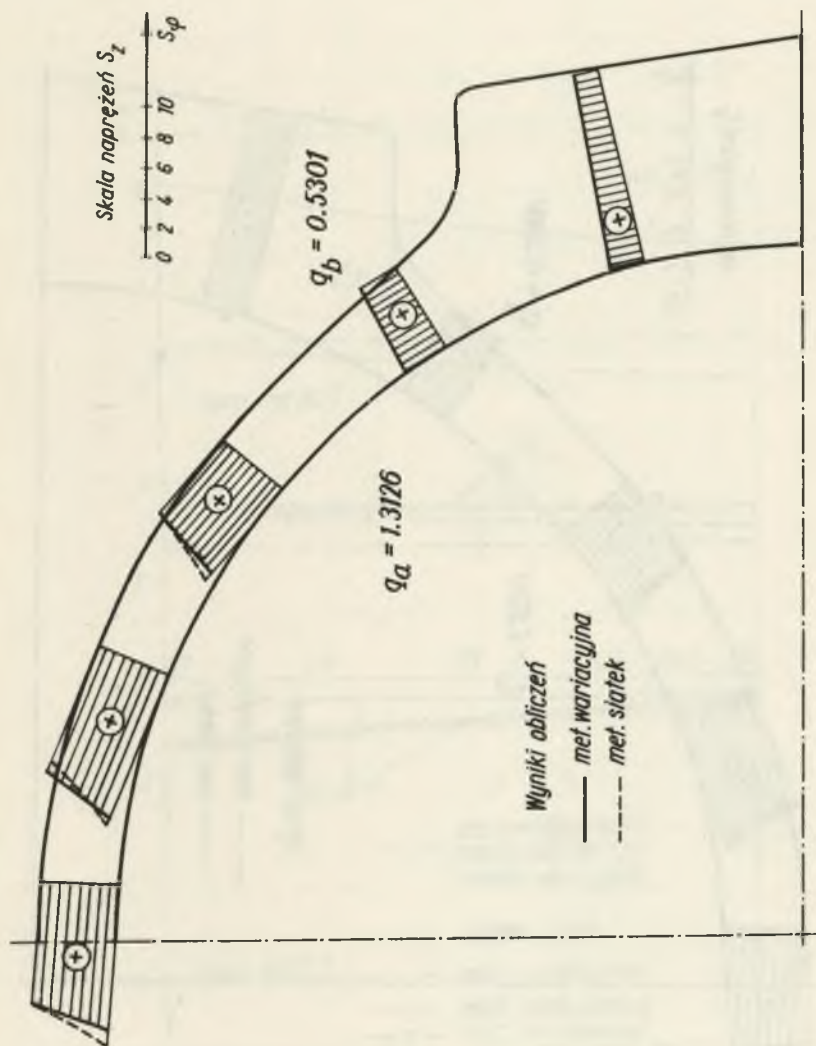 Skala naprężeń S_z
0 2 4 6 8 10 S_φ
q_b = 0.5301
q_a = 1.3126
Wyniki obliczeń
met. wariacyjna
met. siatek